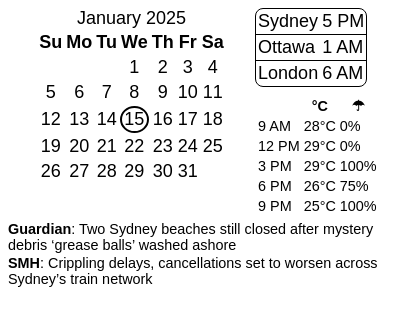 January 2025
Su Mo Tu We Th Fr Sa
1 2 3 4
5 6 7 8 9 10 11
12 13 14 15 16 17 18
19 20 21 22 23 24 25
26 27 28 29 30 31
Sydney 5 PM
Ottawa 1 AM
London 6 AM
°C ☂
9 AM 28°C 0%
12 PM 29°C 0%
3 PM 29°C 100%
6 PM 26°C 75%
9 PM 25°C 100%
Guardian: Two Sydney beaches still closed after mystery
debris ‘grease balls’ washed ashore
SMH: Crippling delays, cancellations set to worsen across
Sydney’s train network